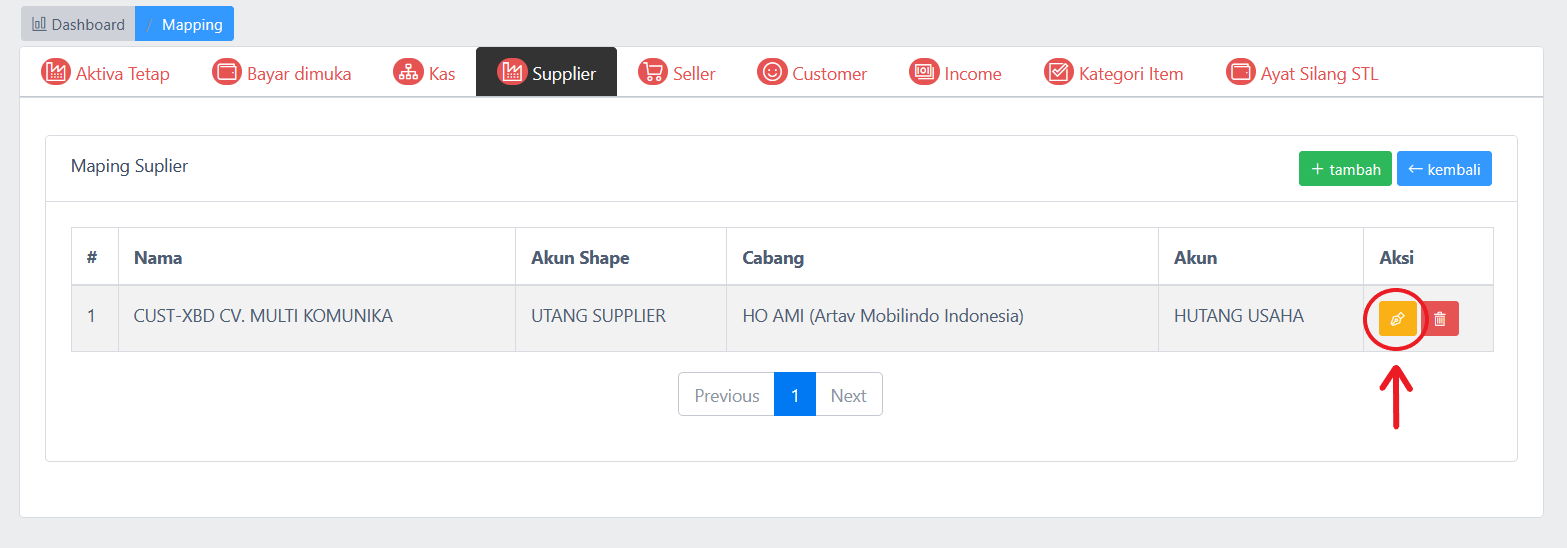 Dashboard / Mapping
Aktiva Tetap Bayar dimuka Kas Supplier Seller Customer Income Kategori Item Ayat Silang STL
Maping Suplier + tambah ← kembali
# Nama Akun Shape Cabang Akun Aksi
1 CUST-XBD CV. MULTI KOMUNIKA UTANG SUPPLIER HO AMI (Artav Mobilindo Indonesia) HUTANG USAHA
Previous 1 Next